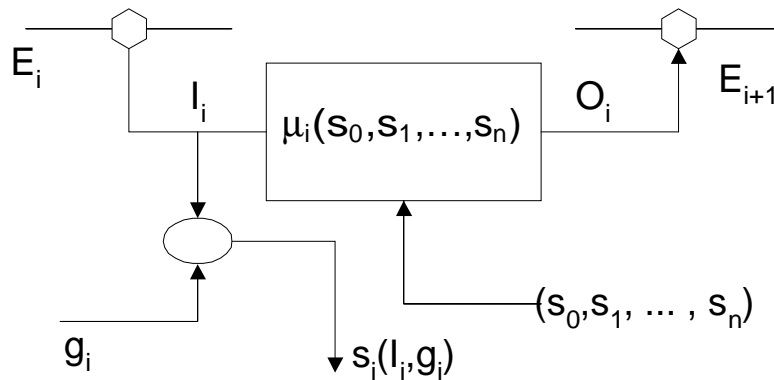 Eᵢ
Iᵢ
μᵢ(s₀,s₁,...,sₙ)
Oᵢ
Eᵢ₊₁
(s₀,s₁, ... , sₙ)
gᵢ
sᵢ(Iᵢ,gᵢ)